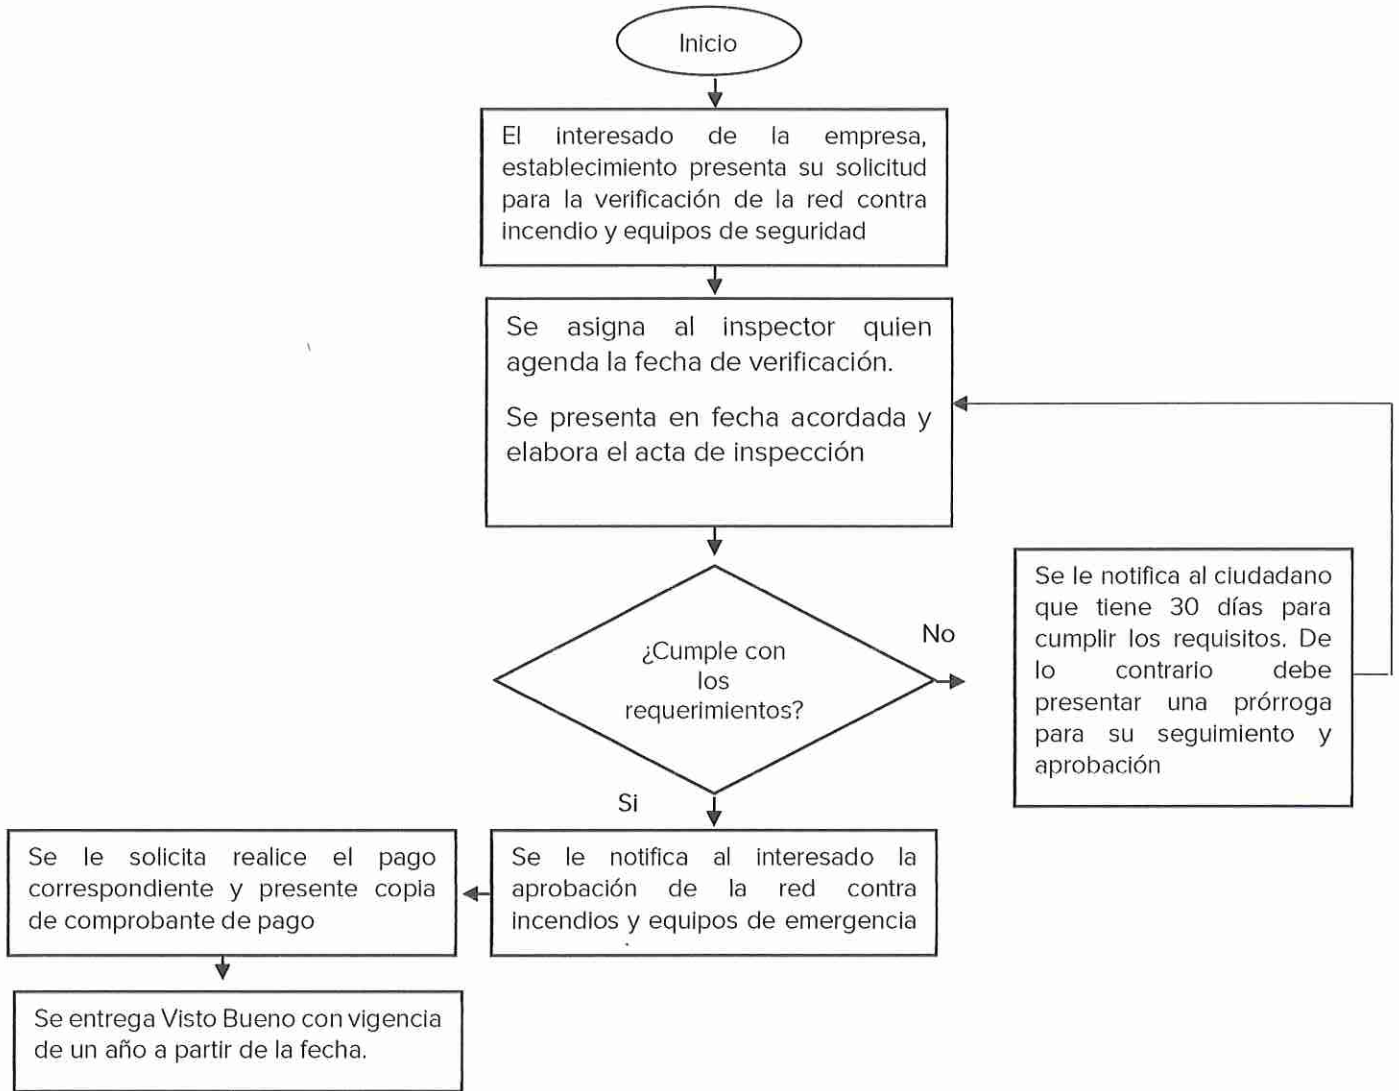 Inicio
El interesado de la empresa,
establecimiento presenta su solicitud
para la verificación de la red contra
incendio y equipos de seguridad
Se asigna al inspector quien
agenda la fecha de verificación.
Se presenta en fecha acordada y
elabora el acta de inspección
¿Cumple con
los
requerimientos?
No
Se le notifica al ciudadano
que tiene 30 días para
cumplir los requisitos. De
lo contrario debe
presentar una prórroga
para su seguimiento y
aprobación
Si
Se le notifica al interesado la
aprobación de la red contra
incendios y equipos de emergencia
Se le solicita realice el pago
correspondiente y presente copia
de comprobante de pago
Se entrega Visto Bueno con vigencia
de un año a partir de la fecha.